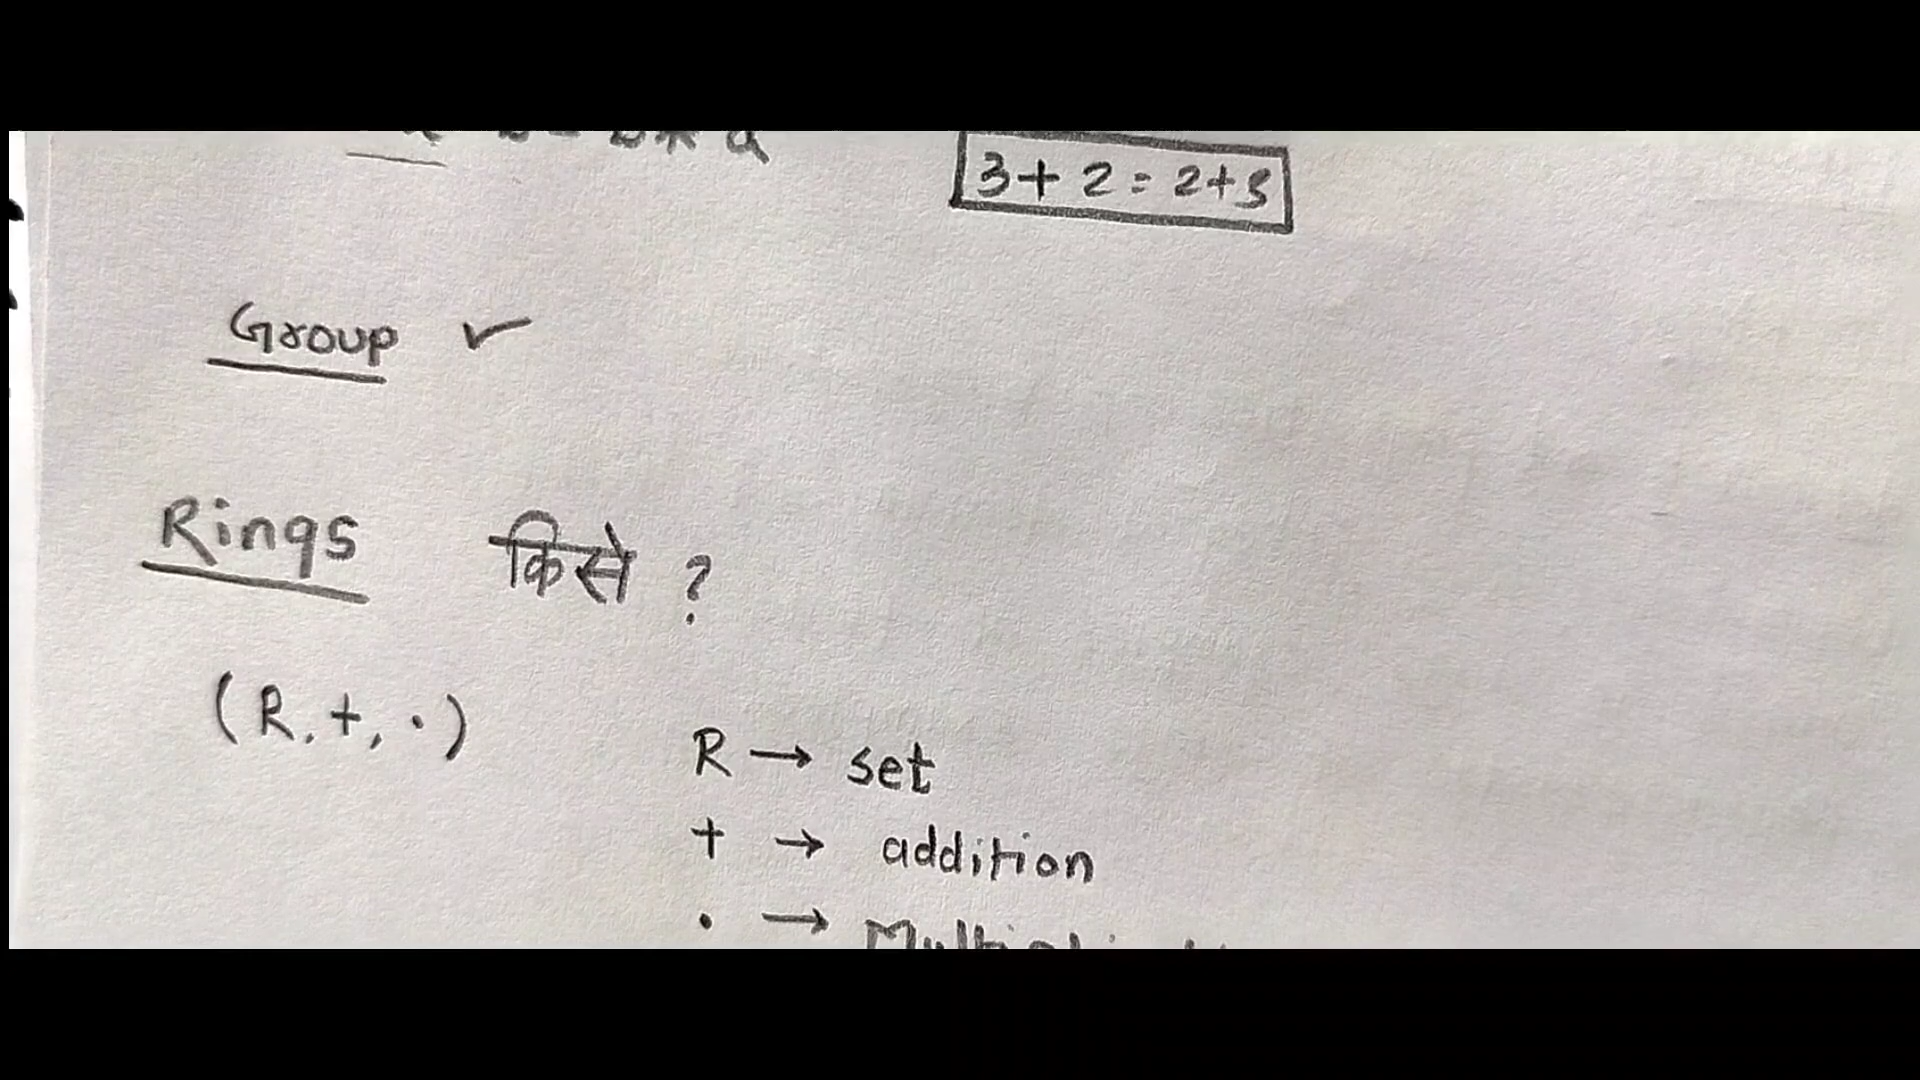 3 + 2 = 2 + 3
Group ✓
Rings किसे ?
(R, +, ·)
R → set
+ → addition
· →